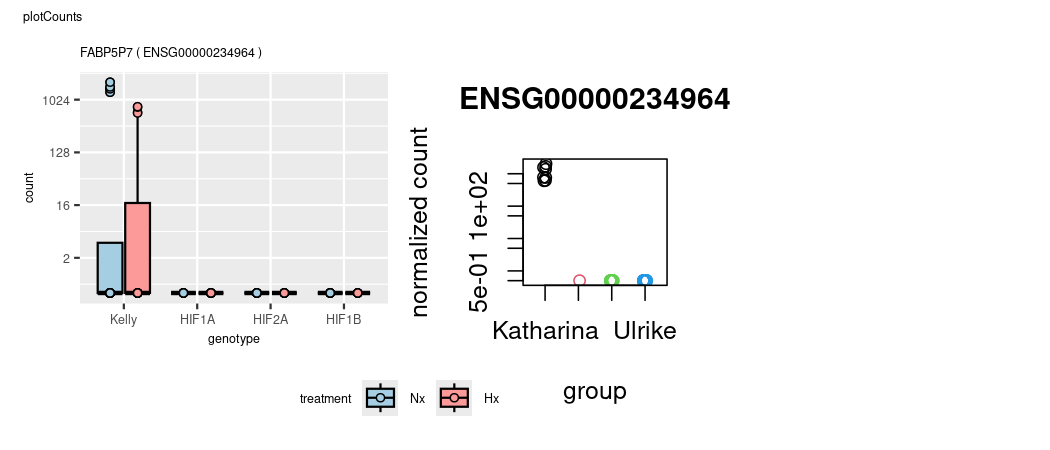 plotCounts
FABP5P7 ( ENSG00000234964 )
count
1024
128
16
2
Kelly HIF1A HIF2A HIF1B
genotype
ENSG00000234964
normalized count
5e-01 1e+02
Katharina Ulrike
group
treatment Nx Hx